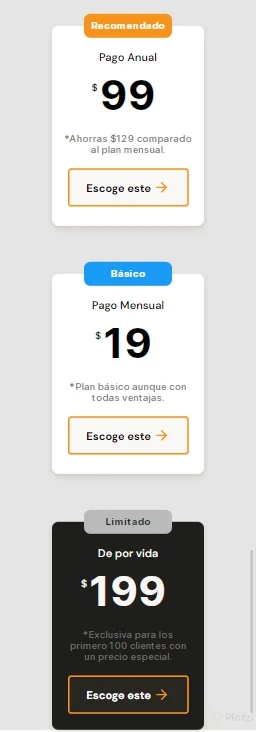 Recomendado
Pago Anual
$99
*Ahorras $129 comparado
al plan mensual.
Escoge este →
Básico
Pago Mensual
$19
*Plan básico aunque con
todas ventajas.
Escoge este →
Limitado
De por vida
$199
*Exclusiva para los
primero 100 clientes con
un precio especial.
Escoge este →
Platzi